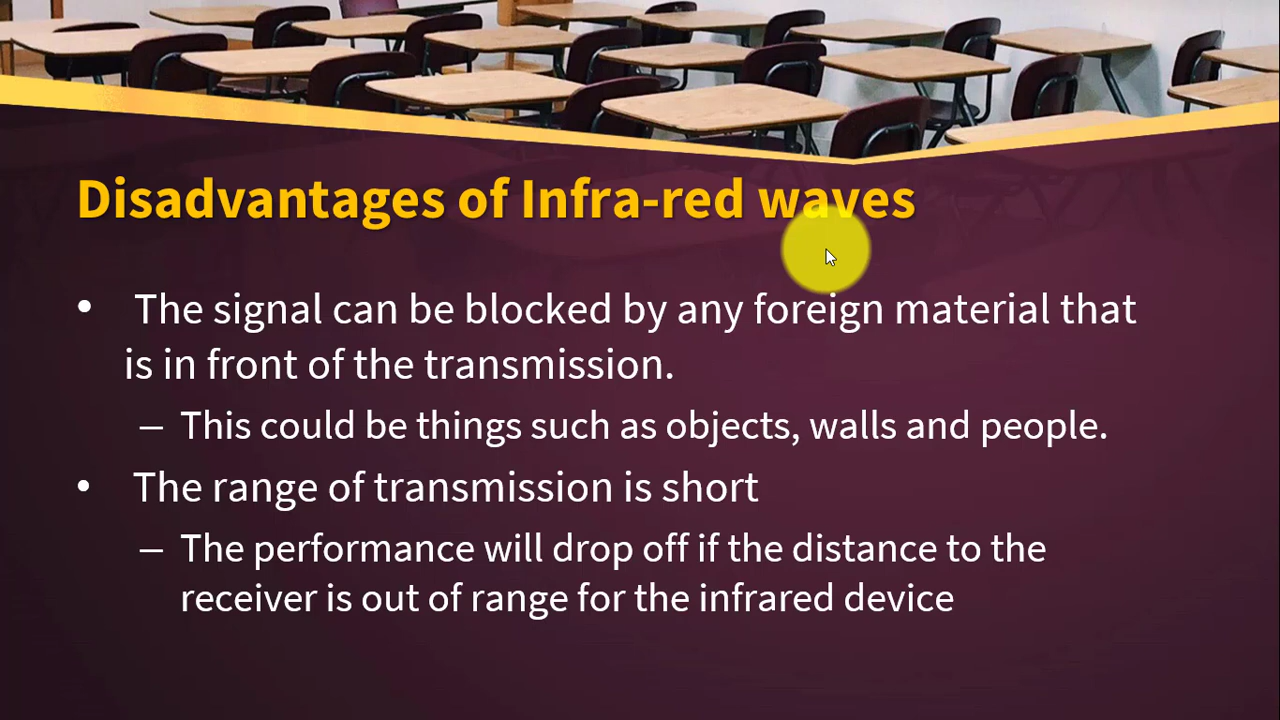 Disadvantages of Infra-red waves
• The signal can be blocked by any foreign material that
is in front of the transmission.
– This could be things such as objects, walls and people.
• The range of transmission is short
– The performance will drop off if the distance to the
receiver is out of range for the infrared device